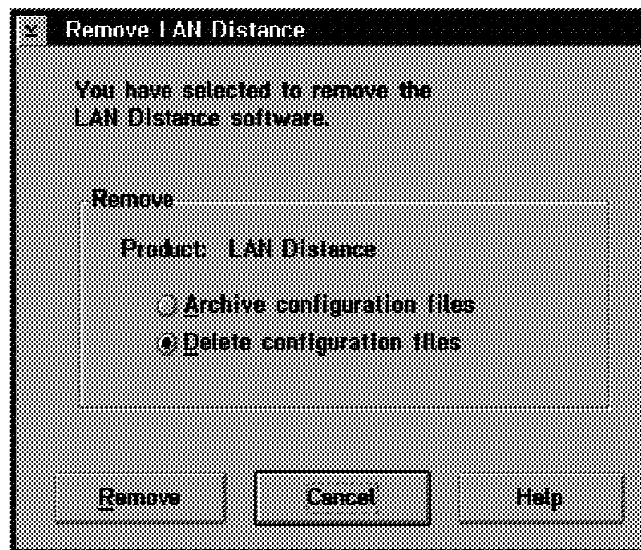 Remove LAN Distance
You have selected to remove the
LAN Distance software.
Remove
Product: LAN Distance
Archive configuration files
Delete configuration files
Remove Cancel Help